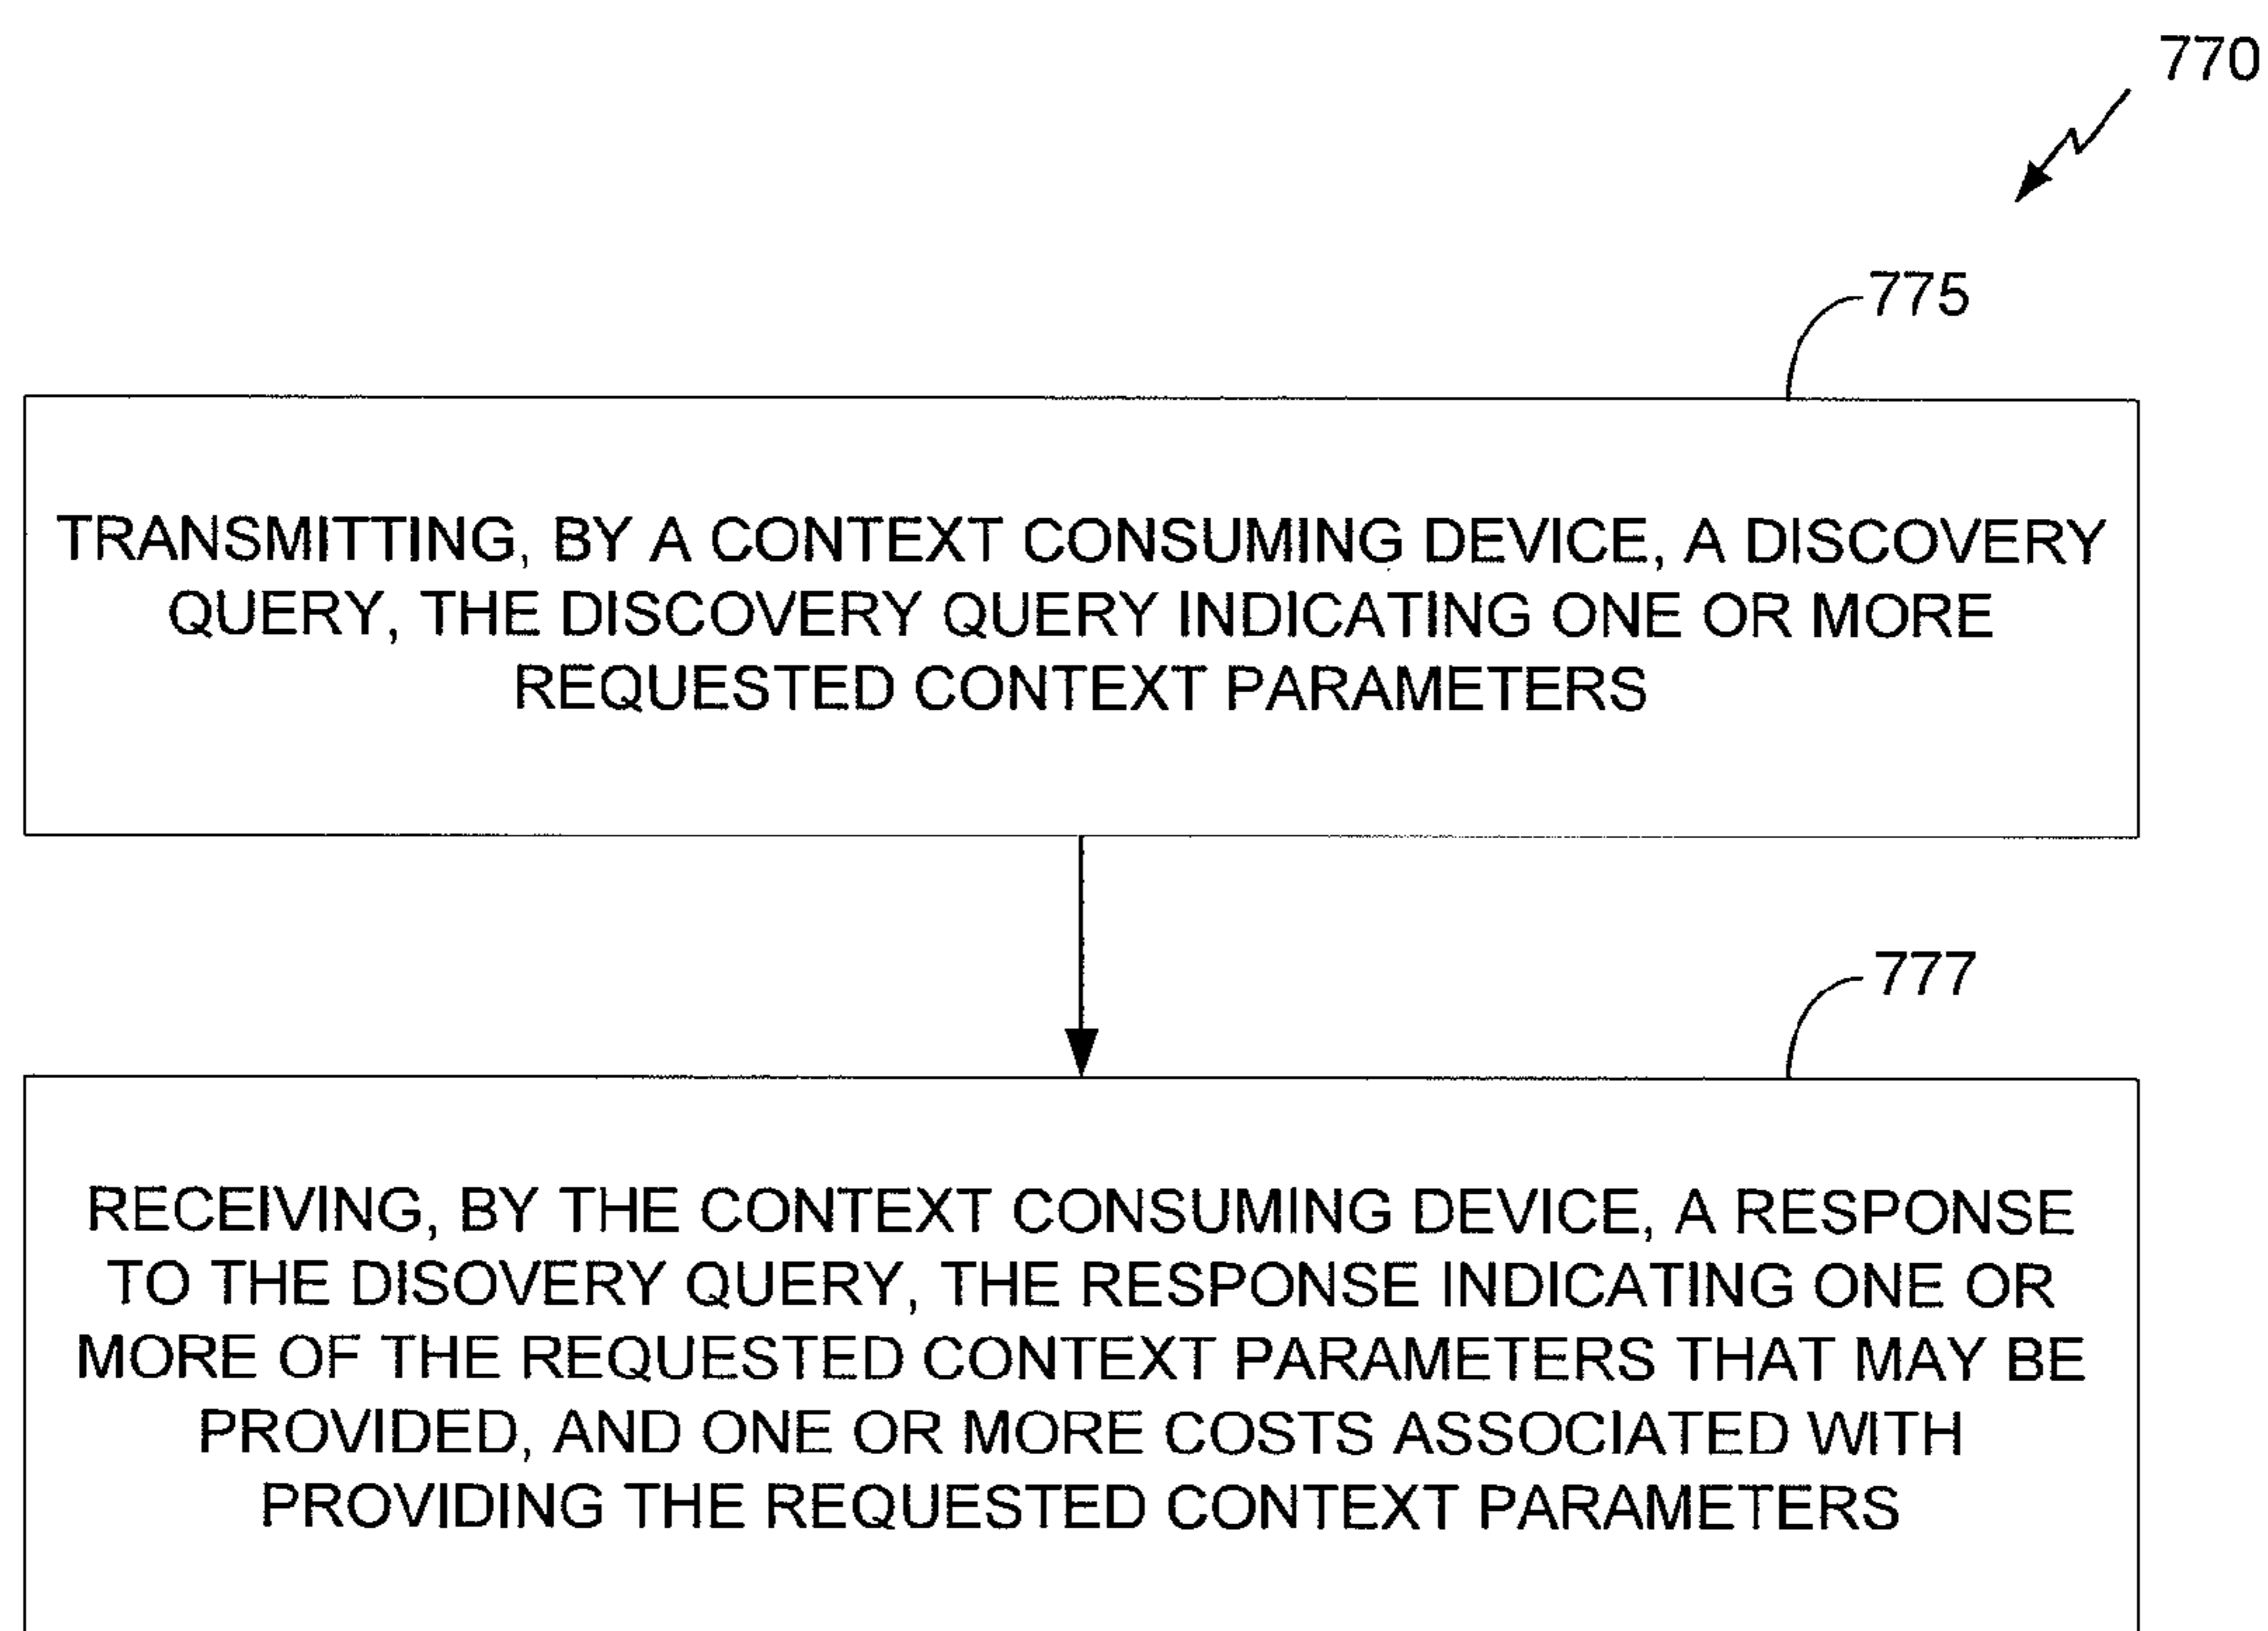 770
775
TRANSMITTING, BY A CONTEXT CONSUMING DEVICE, A DISCOVERY
QUERY, THE DISCOVERY QUERY INDICATING ONE OR MORE
REQUESTED CONTEXT PARAMETERS
777
RECEIVING, BY THE CONTEXT CONSUMING DEVICE, A RESPONSE
TO THE DISOVERY QUERY, THE RESPONSE INDICATING ONE OR
MORE OF THE REQUESTED CONTEXT PARAMETERS THAT MAY BE
PROVIDED, AND ONE OR MORE COSTS ASSOCIATED WITH
PROVIDING THE REQUESTED CONTEXT PARAMETERS